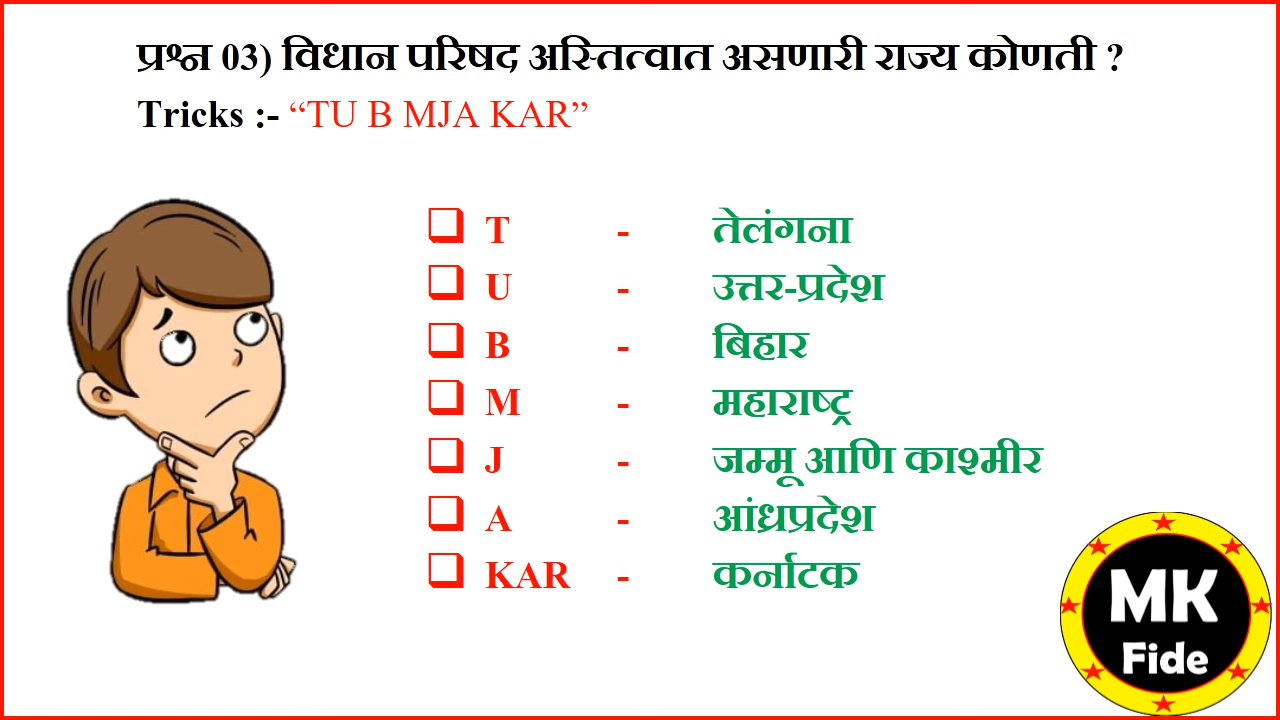 प्रश्न 03) विधान परिषद अस्तित्वात असणारी राज्य कोणती ?
Tricks :- “TU B MJA KAR”
T - तेलंगना
U - उत्तर-प्रदेश
B - बिहार
M - महाराष्ट्र
J - जम्मू आणि काश्मीर
A - आंध्रप्रदेश
KAR - कर्नाटक
MK
Fide